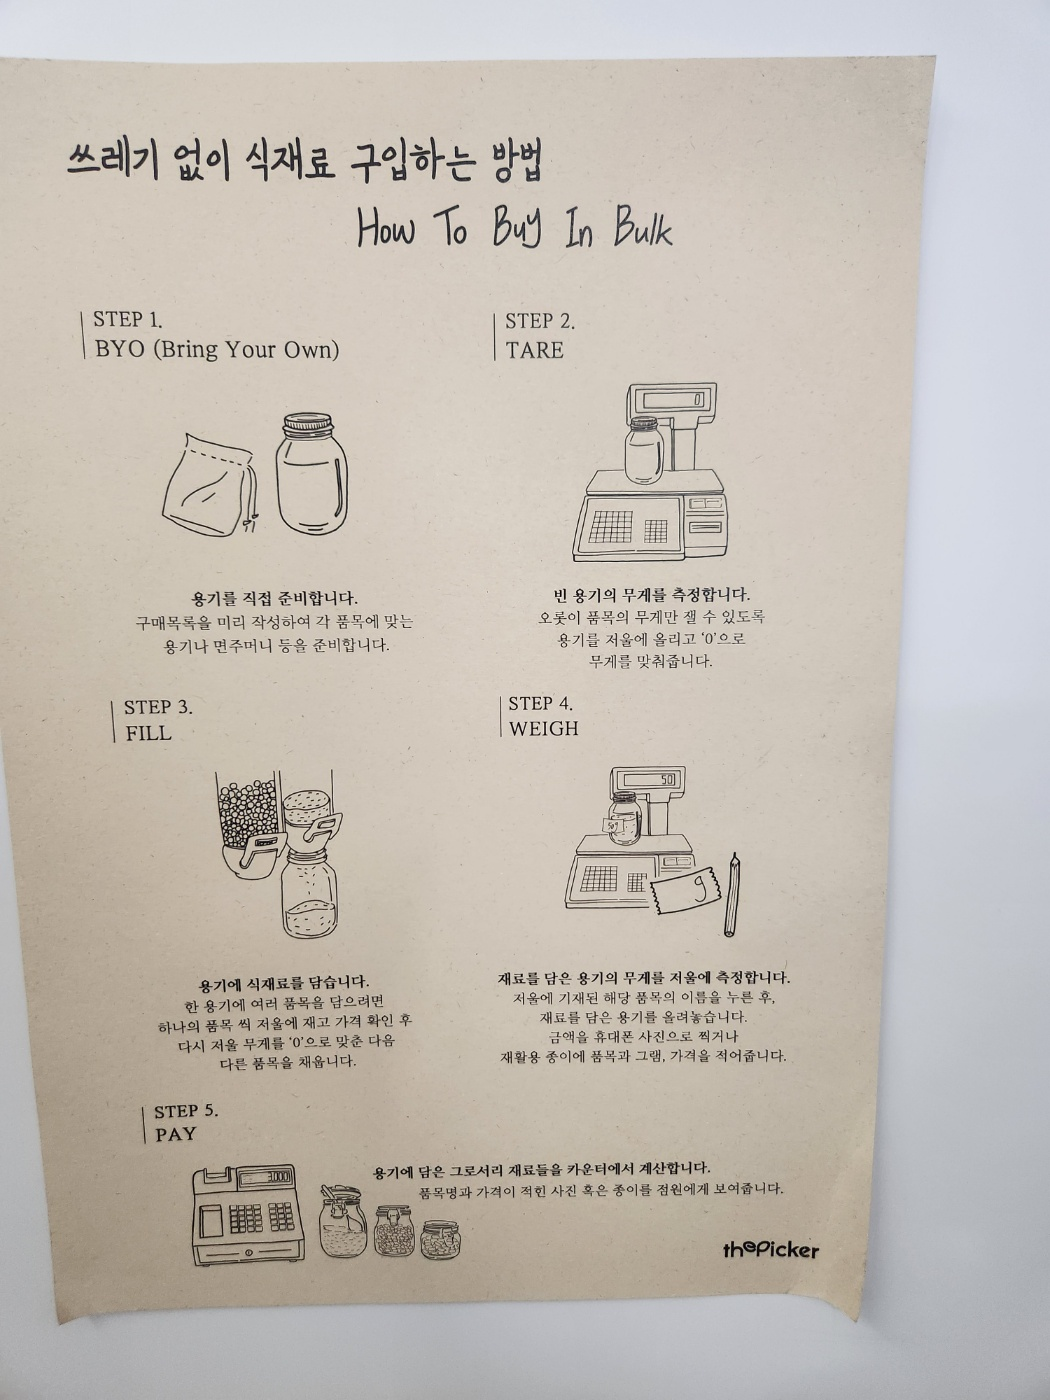 쓰레기 없이 식재료 구입하는 방법
How To Buy In Bulk
STEP 1.
BYO (Bring Your Own)
용기를 직접 준비합니다.
구매목록을 미리 작성하여 각 품목에 맞는
용기나 면주머니 등을 준비합니다.
STEP 2.
TARE
0
빈 용기의 무게를 측정합니다.
오롯이 품목의 무게만 잴 수 있도록
용기를 저울에 올리고 ‘0’으로
무게를 맞춰줍니다.
STEP 3.
FILL
용기에 식재료를 담습니다.
한 용기에 여러 품목을 담으려면
하나의 품목 씩 저울에 재고 가격 확인 후
다시 저울 무게를 ‘0’으로 맞춘 다음
다른 품목을 채웁니다.
STEP 4.
WEIGH
50
50g
g
재료를 담은 용기의 무게를 저울에 측정합니다.
저울에 기재된 해당 품목의 이름을 누른 후,
재료를 담은 용기를 올려놓습니다.
금액을 휴대폰 사진으로 찍거나
재활용 종이에 품목과 그램, 가격을 적어줍니다.
STEP 5.
PAY
3,000
용기에 담은 그로서리 재료들을 카운터에서 계산합니다.
품목명과 가격이 적힌 사진 혹은 종이를 점원에게 보여줍니다.
thePicker